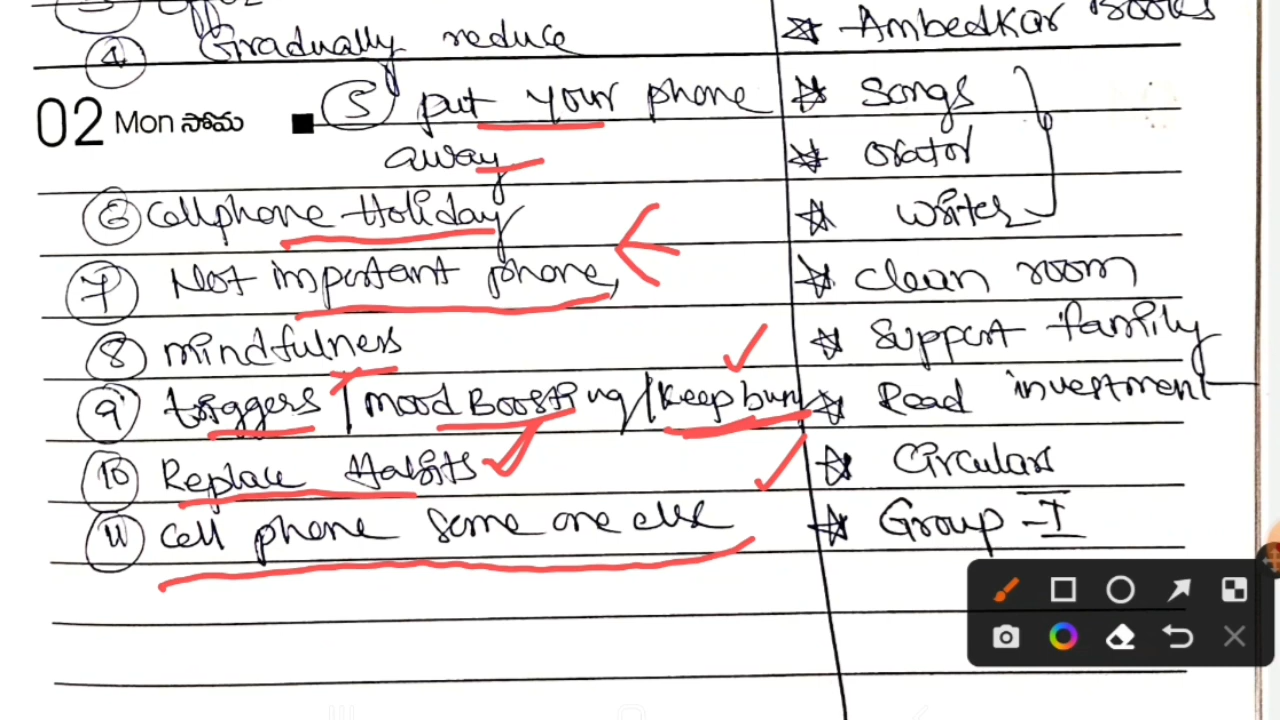 ④ Gradually reduce
02 Mon సోమ ■ ⑤ put your phone
away
⑥ Cellphone Holiday
⑦ Not important phone,
⑧ mindfulness
⑨ triggers / mood Boosting / Keep
⑩ Replace Habits
⑪ Cell phone some one else
☆ Ambedkar Books
☆ Songs
☆ orator
☆ writer
☆ clean room
☆ Support family
☆ Read investment
☆ Circulars
☆ Group -I